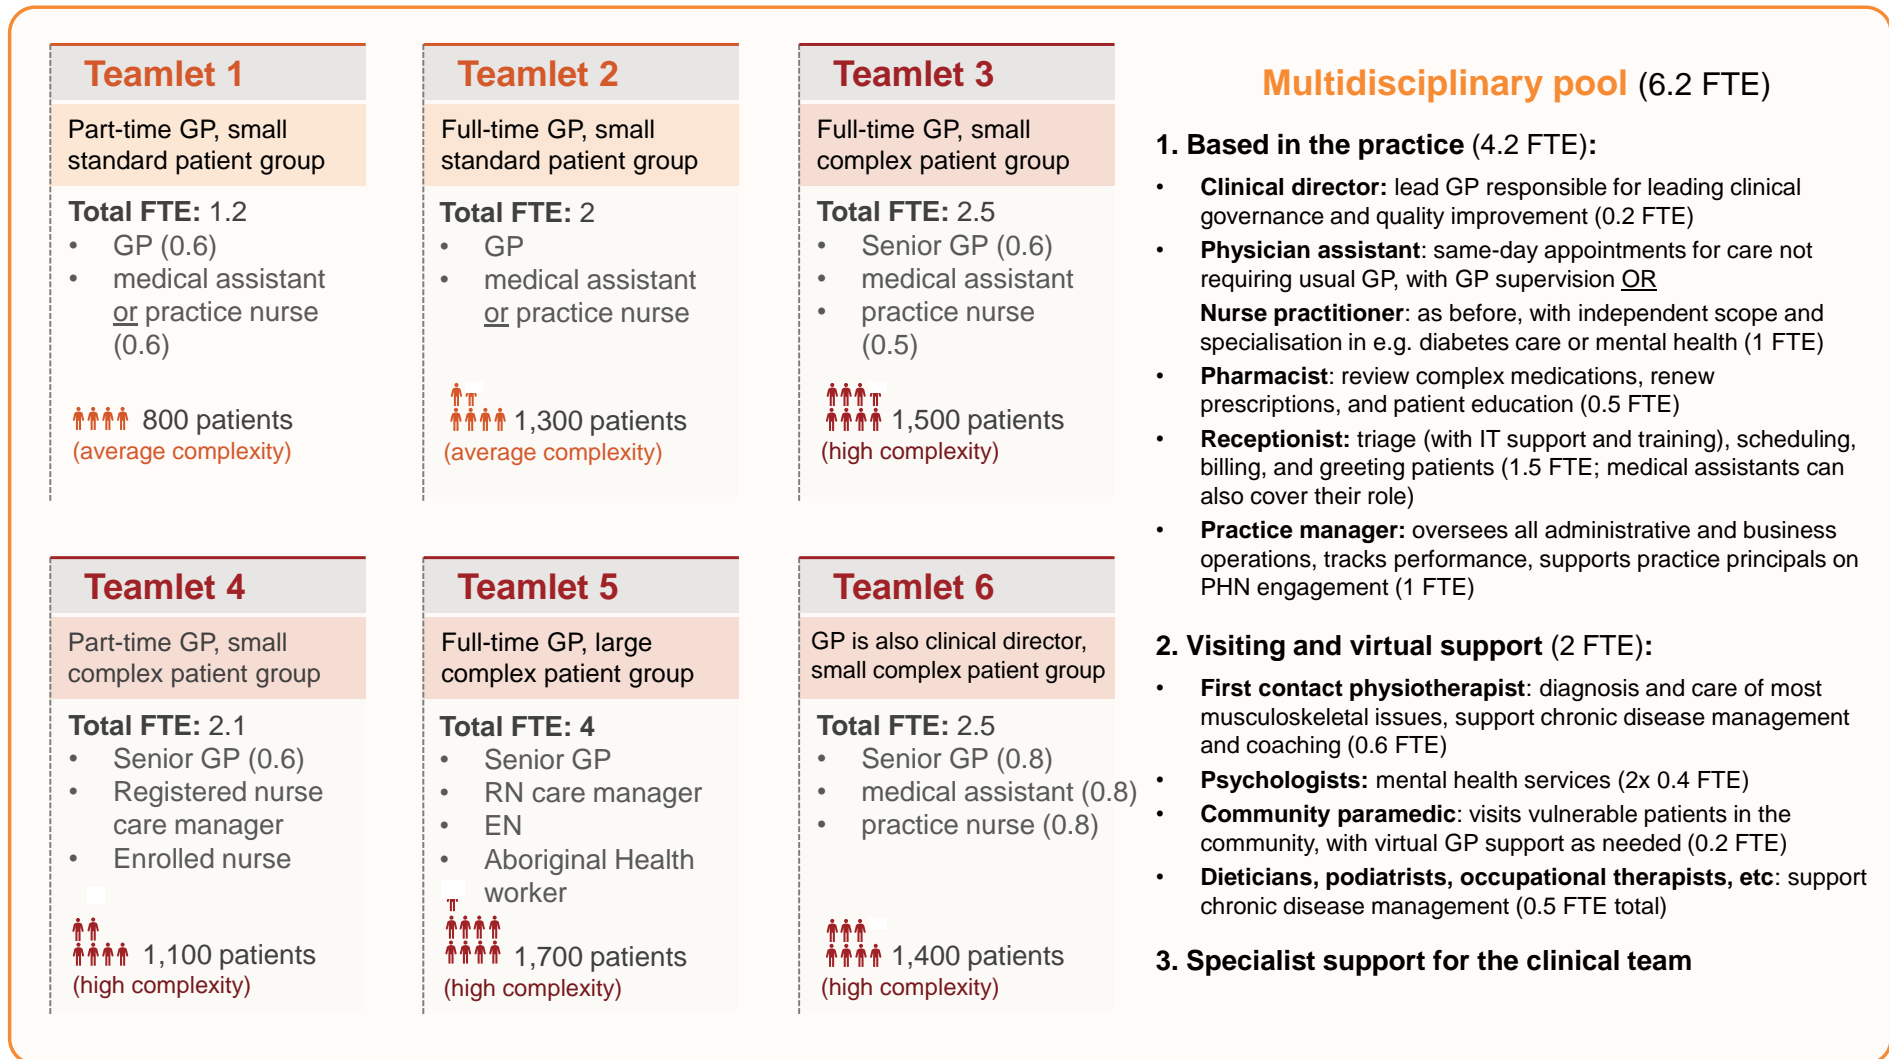 Teamlet 1
Part-time GP, small
standard patient group
Total FTE: 1.2
• GP (0.6)
• medical assistant
or practice nurse
(0.6)
800 patients
(average complexity)
Teamlet 2
Full-time GP, small
standard patient group
Total FTE: 2
• GP
• medical assistant
or practice nurse
1,300 patients
(average complexity)
Teamlet 3
Full-time GP, small
complex patient group
Total FTE: 2.5
• Senior GP (0.6)
• medical assistant
• practice nurse
(0.5)
1,500 patients
(high complexity)
Teamlet 4
Part-time GP, small
complex patient group
Total FTE: 2.1
• Senior GP (0.6)
• Registered nurse
care manager
• Enrolled nurse
1,100 patients
(high complexity)
Teamlet 5
Full-time GP, large
complex patient group
Total FTE: 4
• Senior GP
• RN care manager
• EN
• Aboriginal Health
worker
1,700 patients
(high complexity)
Teamlet 6
GP is also clinical director,
small complex patient group
Total FTE: 2.5
• Senior GP (0.8)
• medical assistant (0.8)
• practice nurse (0.8)
1,400 patients
(high complexity)
Multidisciplinary pool (6.2 FTE)
1. Based in the practice (4.2 FTE):
• Clinical director: lead GP responsible for leading clinical
governance and quality improvement (0.2 FTE)
• Physician assistant: same-day appointments for care not
requiring usual GP, with GP supervision OR
Nurse practitioner: as before, with independent scope and
specialisation in e.g. diabetes care or mental health (1 FTE)
• Pharmacist: review complex medications, renew
prescriptions, and patient education (0.5 FTE)
• Receptionist: triage (with IT support and training), scheduling,
billing, and greeting patients (1.5 FTE; medical assistants can
also cover their role)
• Practice manager: oversees all administrative and business
operations, tracks performance, supports practice principals on
PHN engagement (1 FTE)
2. Visiting and virtual support (2 FTE):
• First contact physiotherapist: diagnosis and care of most
musculoskeletal issues, support chronic disease management
and coaching (0.6 FTE)
• Psychologists: mental health services (2x 0.4 FTE)
• Community paramedic: visits vulnerable patients in the
community, with virtual GP support as needed (0.2 FTE)
• Dieticians, podiatrists, occupational therapists, etc: support
chronic disease management (0.5 FTE total)
3. Specialist support for the clinical team